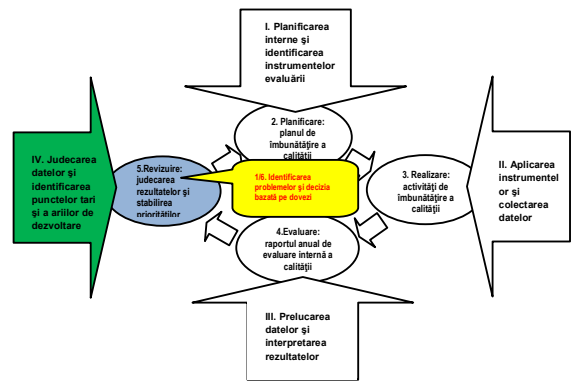 I. Planificarea
interne şi
identificarea
instrumentelor
evaluării
2. Planificare:
planul de
îmbunătăţire a
calităţii
IV. Judecarea
datelor şi
identificarea
punctelor tari
şi a ariilor de
dezvoltare
5.Revizuire:
judecarea
rezultatelor şi
stabilirea
priorităţilor
1/6. Identificarea
problemelor şi decizia
bazată pe dovezi
3. Realizare:
activităţi de
îmbunătăţire a
calităţii
II. Aplicarea
instrumentel
or şi
colectarea
datelor
4.Evaluare:
raportul anual de
evaluare internă a
calităţii
III. Prelucarea
datelor şi
interpretarea
rezultatelor